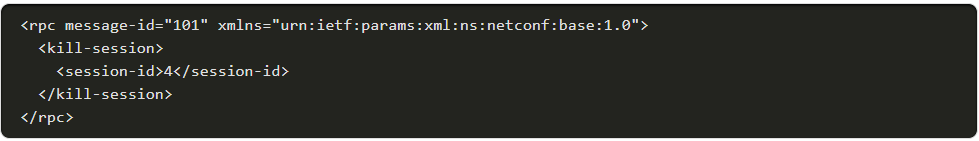 <rpc message-id="101" xmlns="urn:ietf:params:xml:ns:netconf:base:1.0">
  <kill-session>
    <session-id>4</session-id>
  </kill-session>
</rpc>